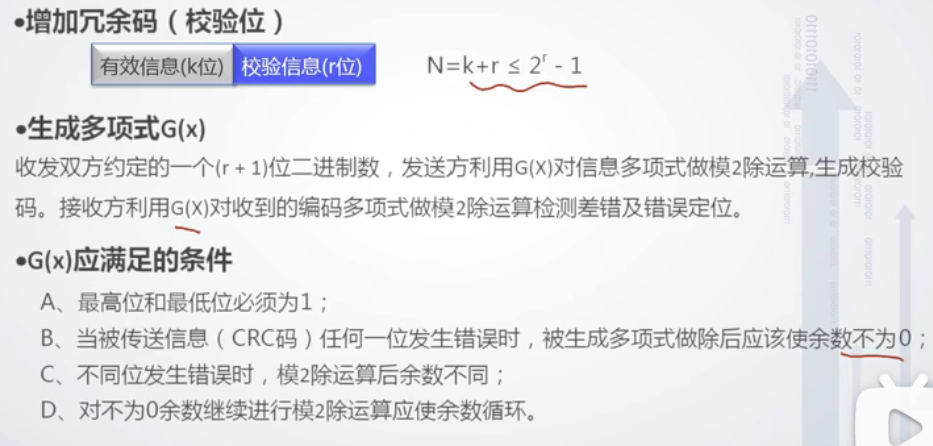 •增加冗余码（校验位）
有效信息(k位) 校验信息(r位) N=k+r ≤ 2^r - 1
•生成多项式G(x)
收发双方约定的一个(r + 1)位二进制数，发送方利用G(X)对信息多项式做模2除运算,生成校验
码。接收方利用G(X)对收到的编码多项式做模2除运算检测差错及错误定位。
•G(x)应满足的条件
A、最高位和最低位必须为1；
B、当被传送信息（CRC码）任何一位发生错误时，被生成多项式做除后应该使余数不为0；
C、不同位发生错误时，模2除运算后余数不同；
D、对不为0余数继续进行模2除运算应使余数循环。